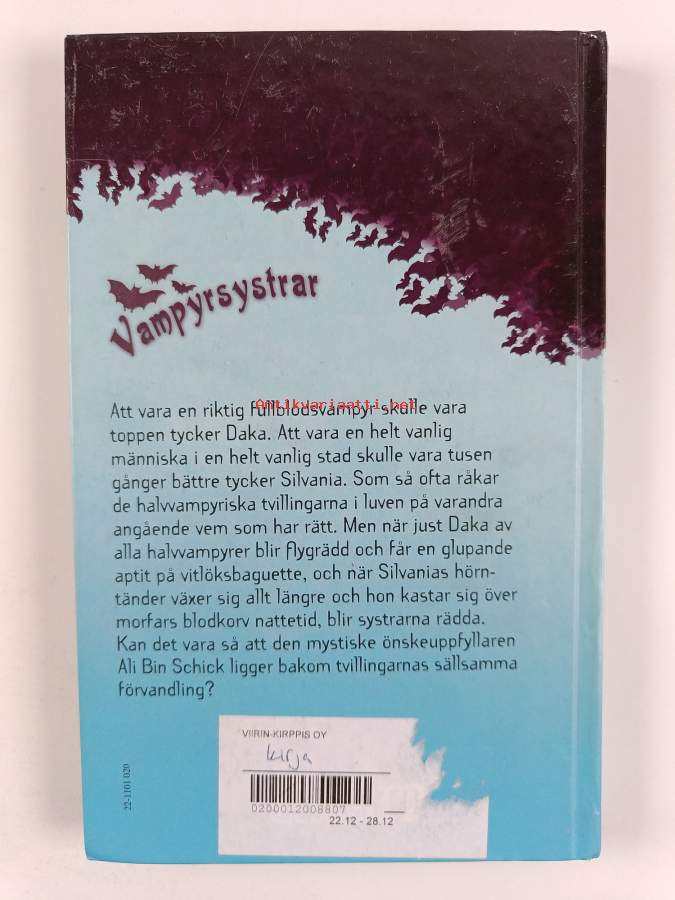 Vampyrsystrar
Att vara en riktig fullblodsvampyr skulle vara
Antikvariaatti.net
toppen tycker Daka. Att vara en helt vanlig
människa i en helt vanlig stad skulle vara tusen
gånger bättre tycker Silvania. Som så ofta råkar
de halvvampyriska tvillingarna i luven på varandra
angående vem som har rätt. Men när just Daka av
alla halvvampyrer blir flygrädd och får en glupande
aptit på vitlöksbaguette, och när Silvanias hörn-
tänder växer sig allt längre och hon kastar sig över
morfars blodkorv nattetid, blir systrarna rädda.
Kan det vara så att den mystiske önskeuppfyllaren
Ali Bin Schick ligger bakom tvillingarnas sällsamma
förvandling?
VIIRIN-KIRPPIS OY
kirja
0200012008807
22.12 - 28.12
22-1101 020